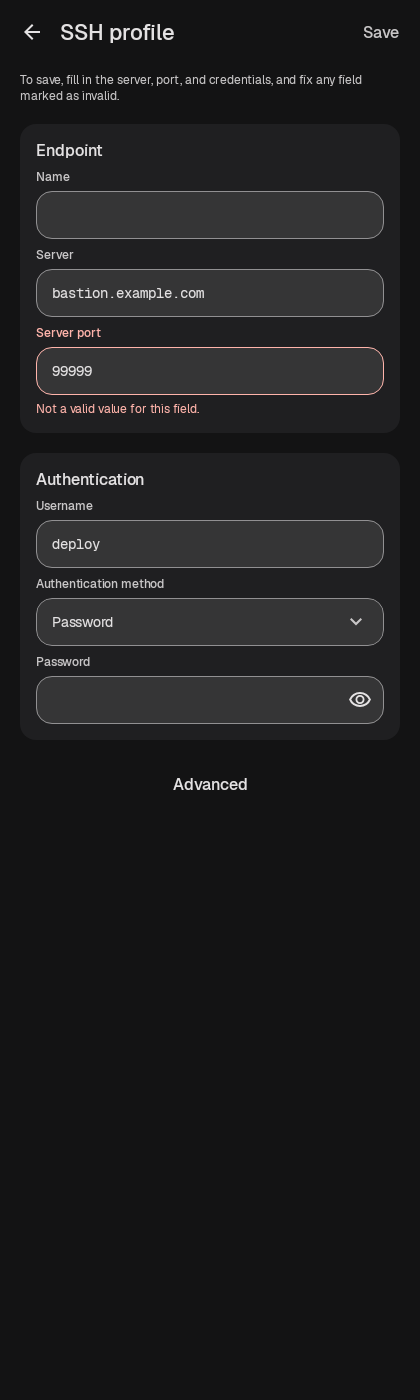 SSH profile
Save
To save, fill in the server, port, and credentials, and fix any field
marked as invalid.
Endpoint
Name
Server
bastion.example.com
Server port
99999
Not a valid value for this field.
Authentication
Username
deploy
Authentication method
Password
Password
Advanced